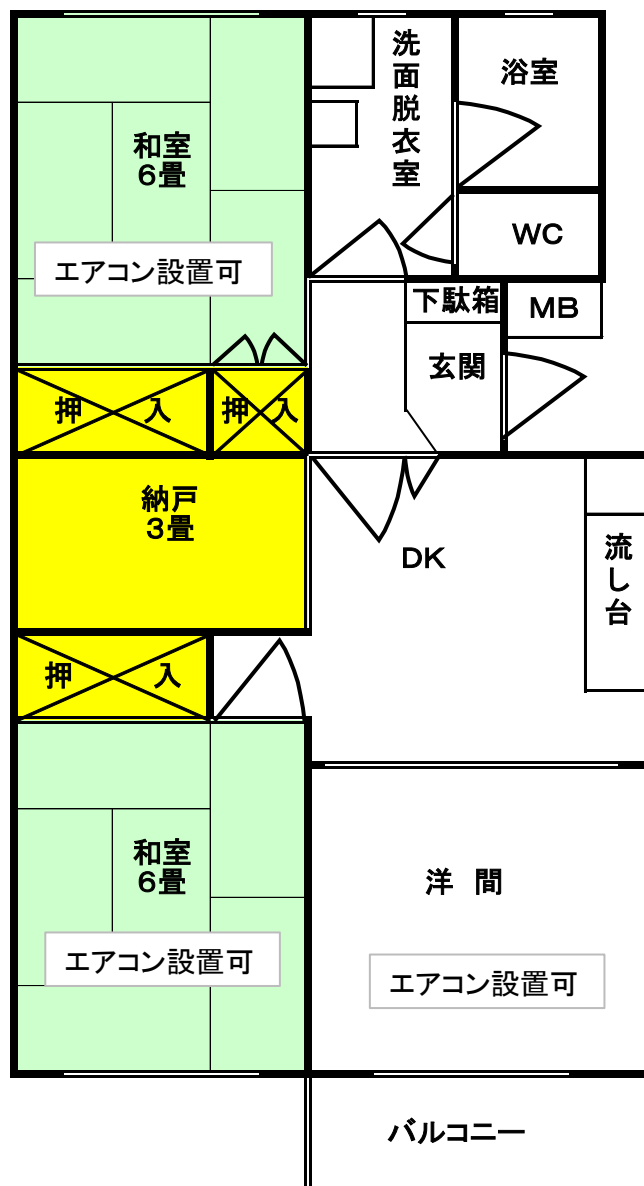 和室
６畳
エアコン設置可
洗面脱衣室
浴室
WC
下駄箱
MB
玄関
押 入
押 入
納戸
３畳
DK
流し台
押 入
和室
６畳
エアコン設置可
洋 間
エアコン設置可
バルコニー